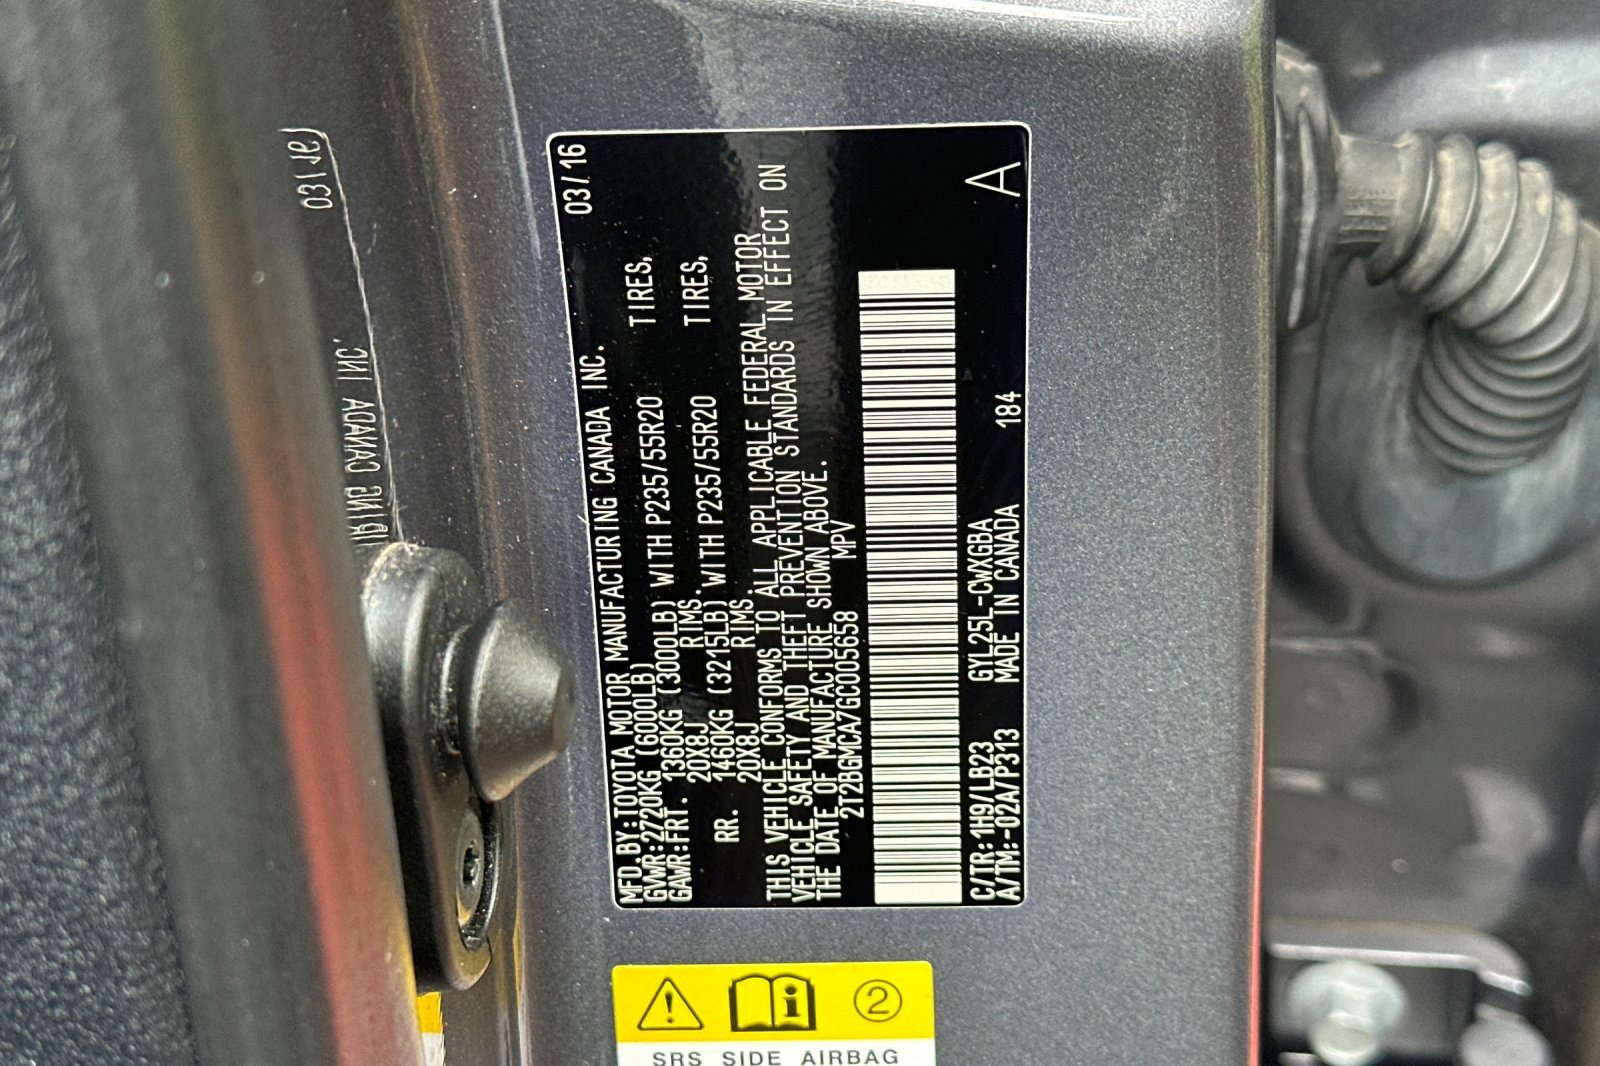 MFD.BY:TOYOTA MOTOR MANUFACTURING CANADA INC. 03/16
GVWR:2720KG (6000LB)
GAWR:FRT. 1360KG (3000LB) WITH P235/55R20 TIRES,
20X8J RIMS.
RR. 1460KG (3215LB) WITH P235/55R20 TIRES,
20X8J RIMS.
THIS VEHICLE CONFORMS TO ALL APPLICABLE FEDERAL MOTOR
VEHICLE SAFETY AND THEFT PREVENTION STANDARDS IN EFFECT ON
THE DATE OF MANUFACTURE SHOWN ABOVE.
2T2BGMCA7GC005658 MPV
C/TR:1H9/LB23 GYL25L-CWXGBA 184 A
A/TM:-02A/P313 MADE IN CANADA
2
SRS SIDE AIRBAG